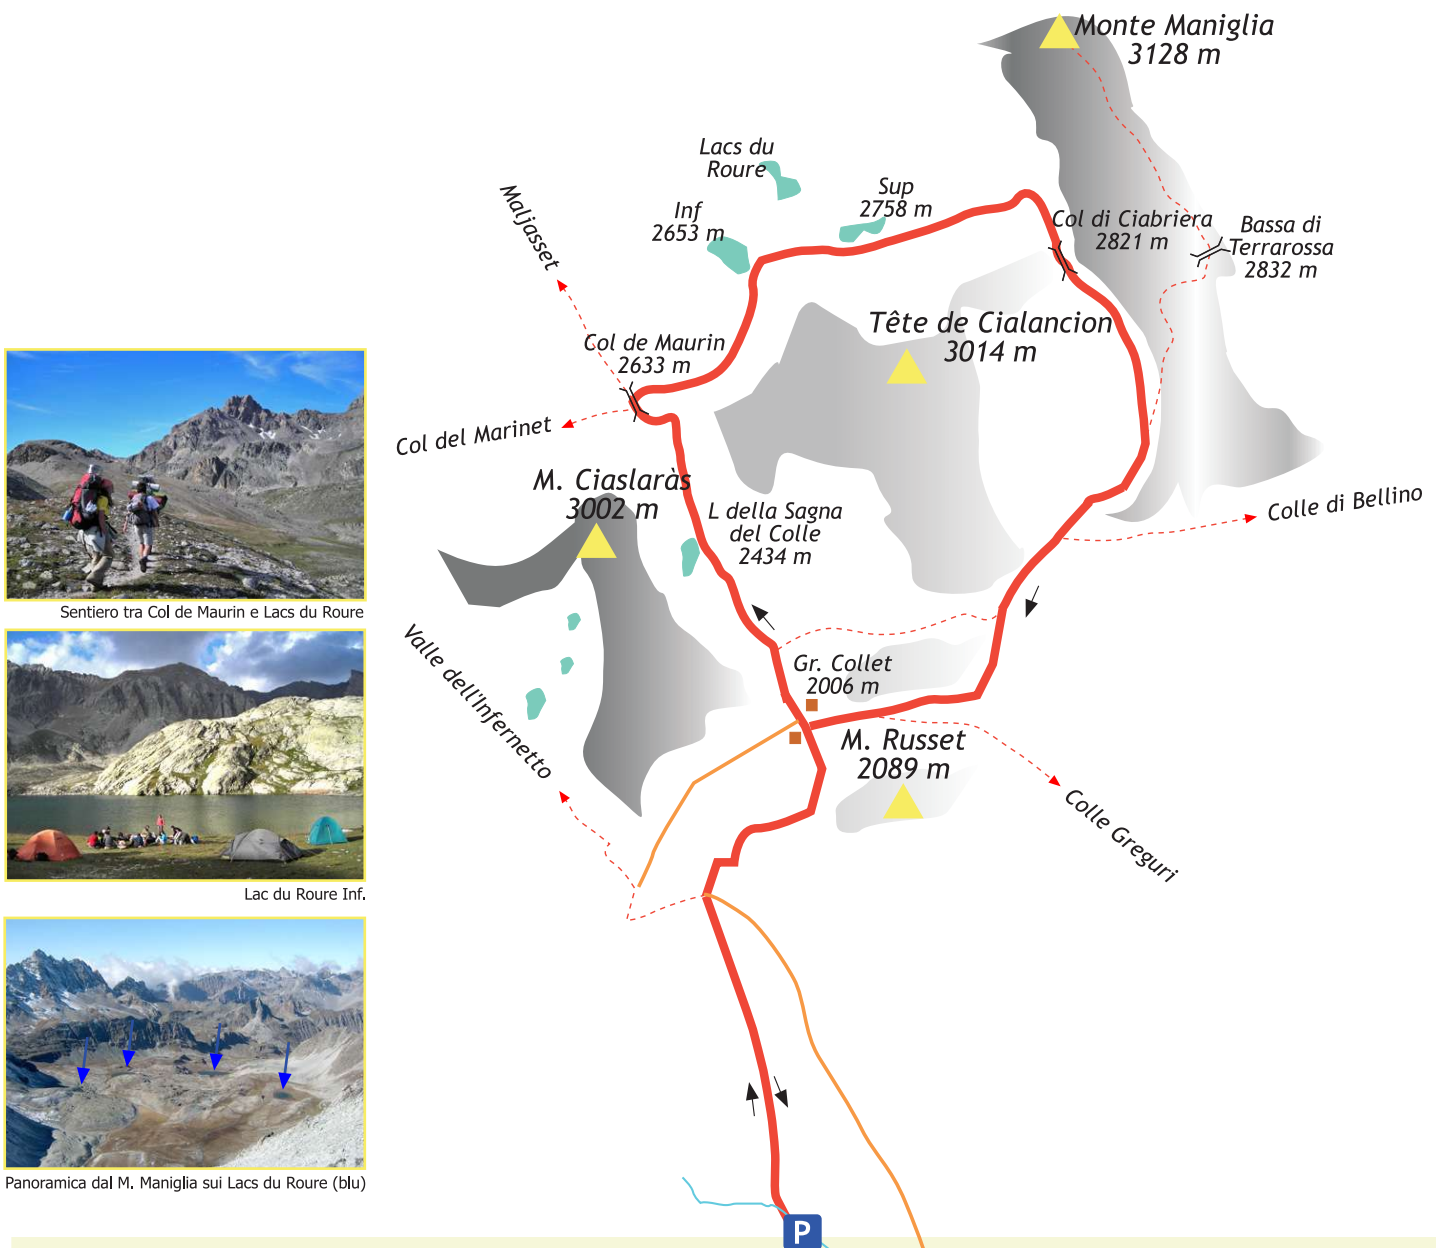 Monte Maniglia
3128 m
Lacs du
Roure
Sup
2758 m
Inf
2653 m
Maljasset
Col di Ciabriera
2821 m
Bassa di
Terrarossa
2832 m
Tête de Cialancion
3014 m
Col de Maurin
2633 m
Col del Marinet
M. Ciaslaràs
3002 m
L della Sagna
del Colle
2434 m
Colle di Bellino
Sentiero tra Col de Maurin e Lacs du Roure
Valle dell'Infernetto
Gr. Collet
2006 m
M. Russet
2089 m
Colle Greguri
Lac du Roure Inf.
Panoramica dal M. Maniglia sui Lacs du Roure (blu)
P